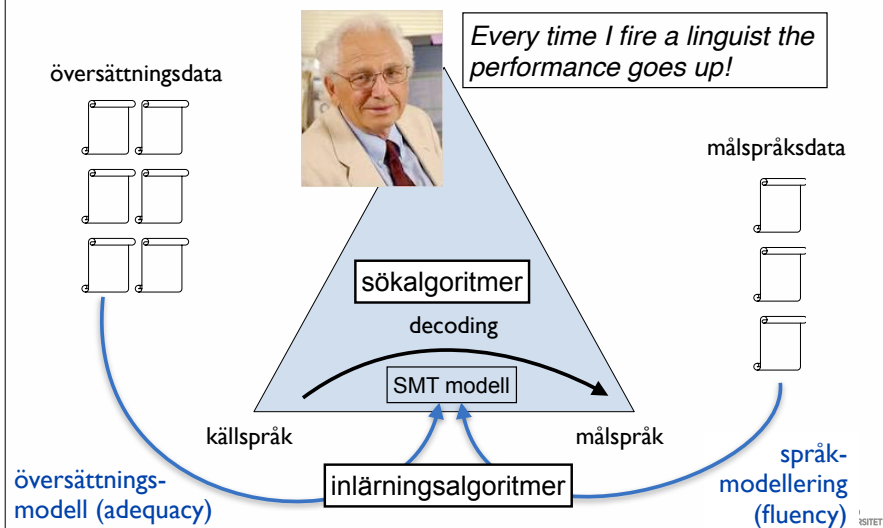 Every time I fire a linguist the
performance goes up!
översättningsdata
målspråksdata
sökalgoritmer
decoding
SMT modell
källspråk
målspråk
översättnings-
modell (adequacy)
inlärningsalgoritmer
språk-
modellering
(fluency)